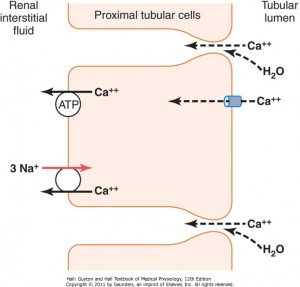 Renal
interstitial
fluid
Proximal tubular cells
Tubular
lumen
Ca++
H2O
ATP
Ca++
Ca++
3 Na+
Ca++
Ca++
H2O
Hall: Guyton and Hall Textbook of Medical Physiology, 12th Edition
Copyright © 2011 by Saunders, an imprint of Elsevier, Inc. All rights reserved.